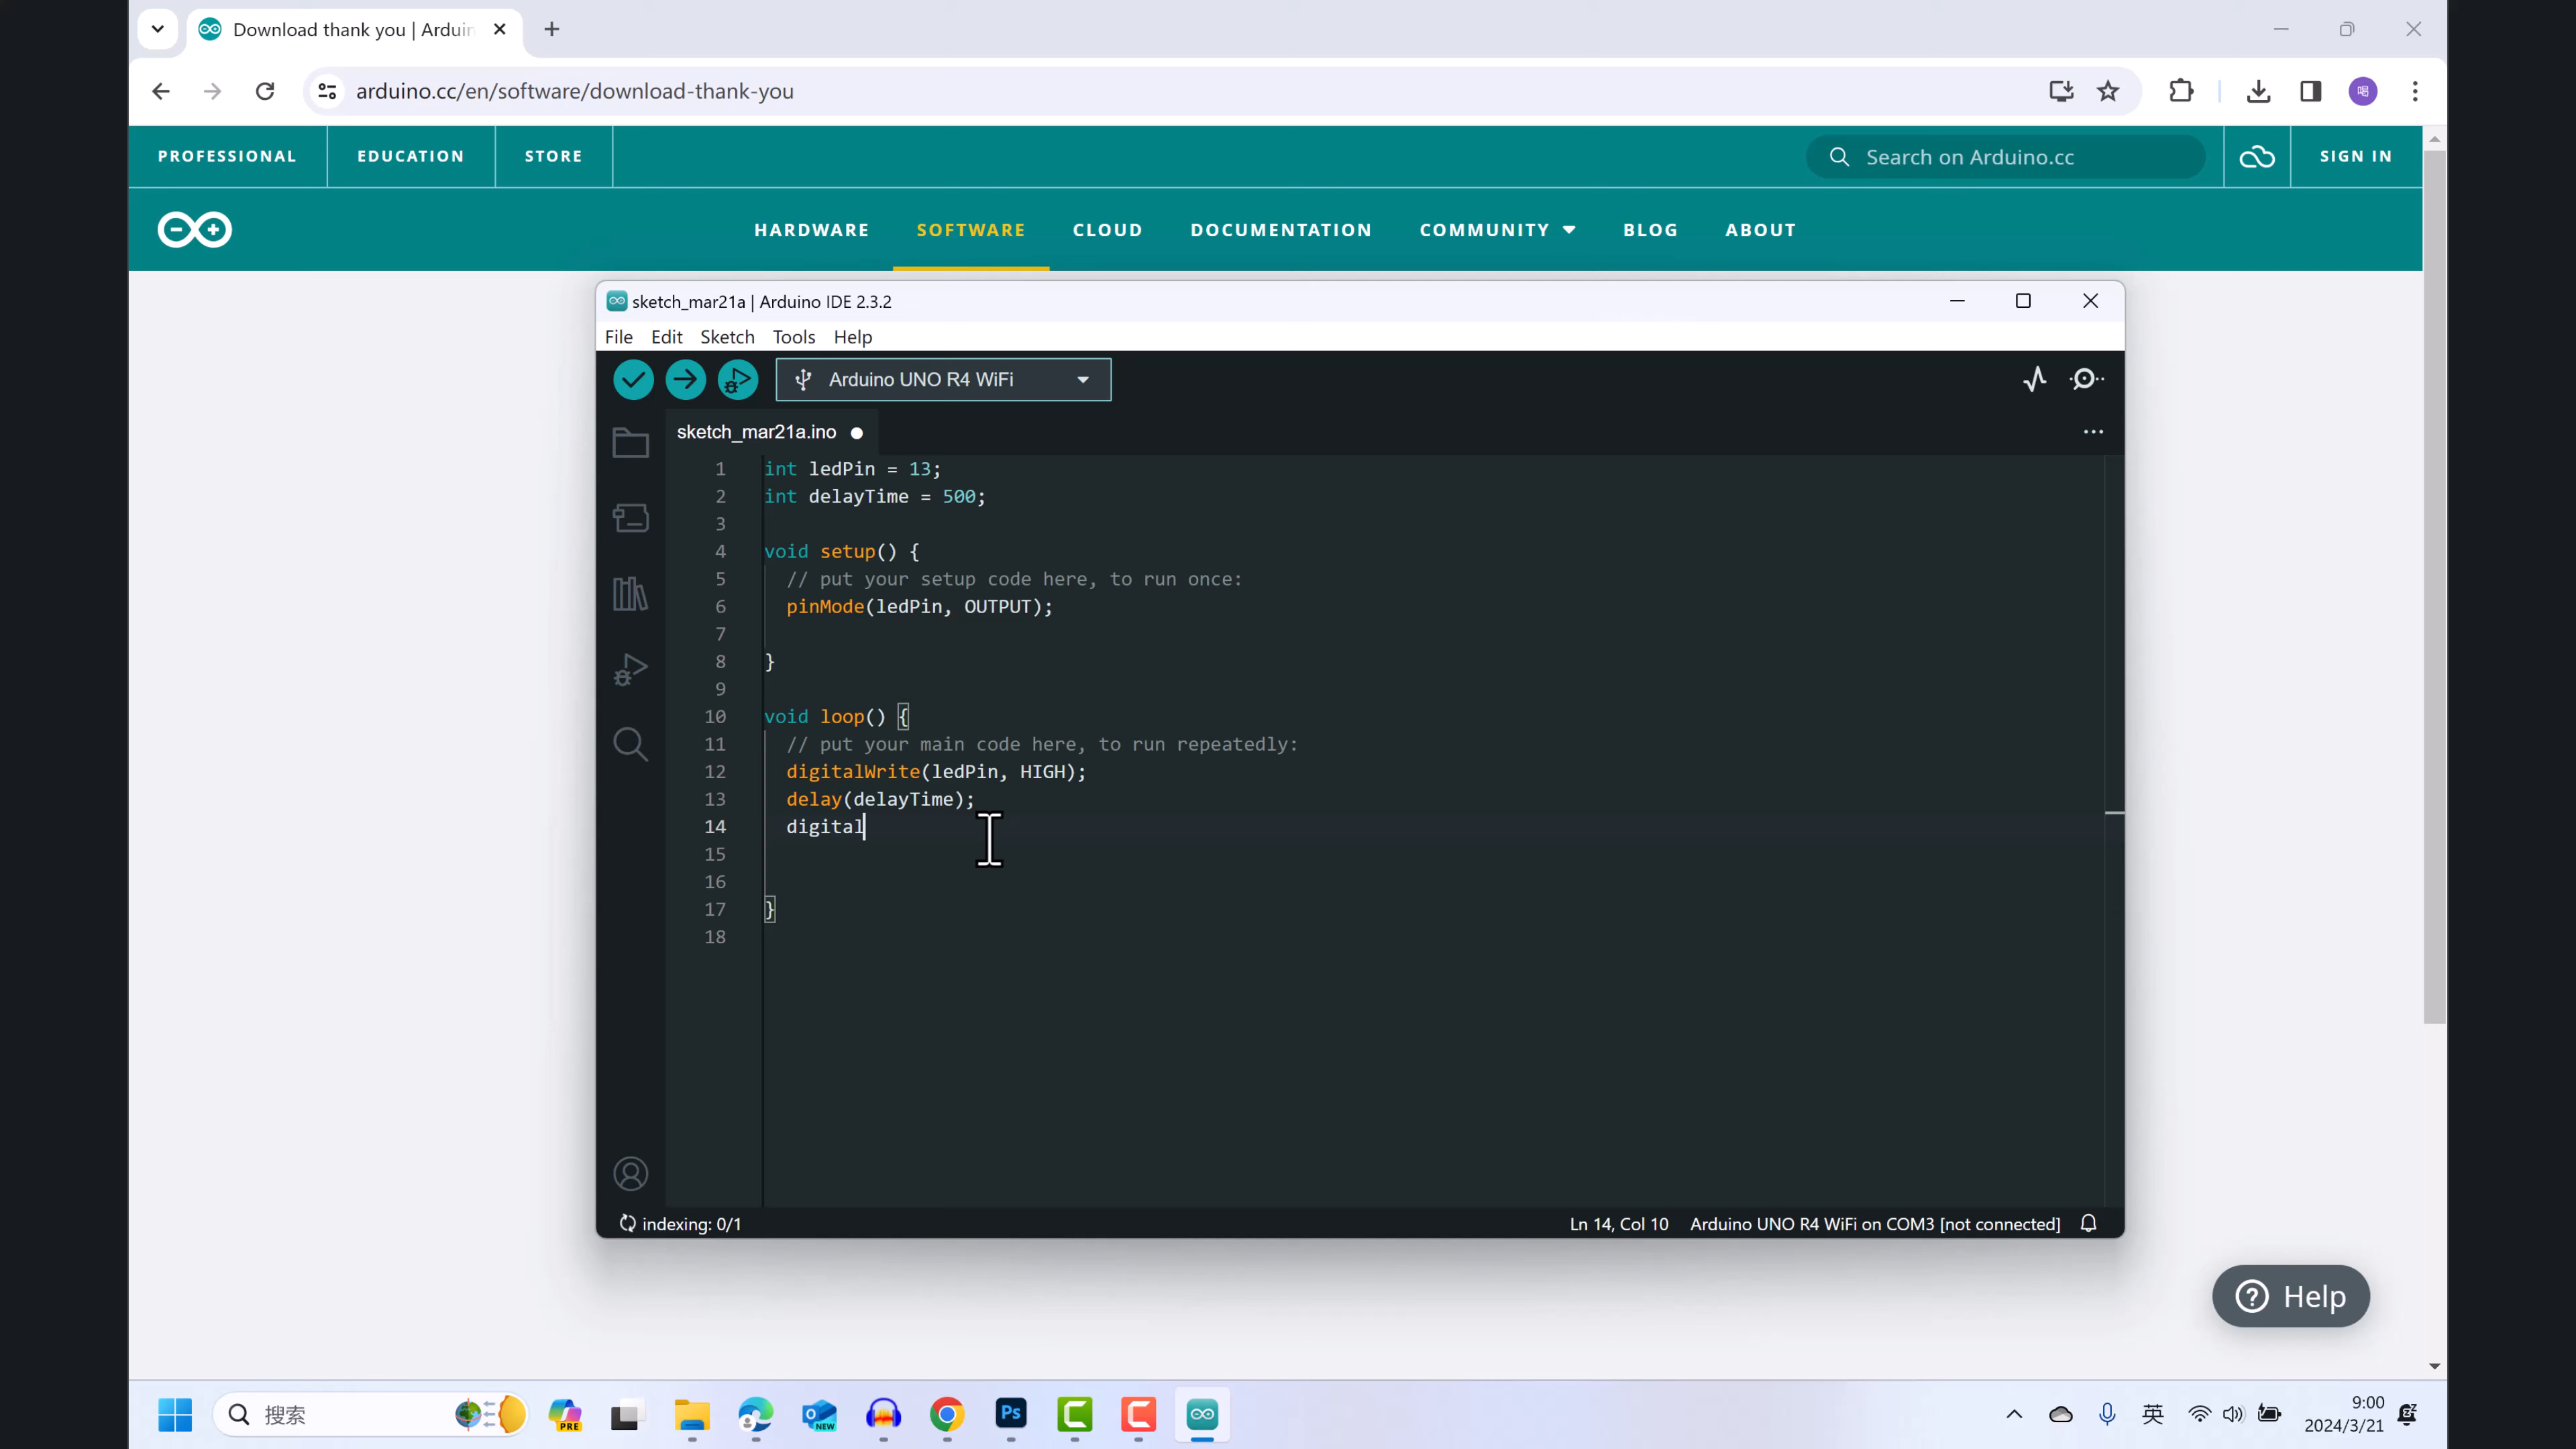 Download thank you | Arduin
arduino.cc/en/software/download-thank-you
PROFESSIONAL
EDUCATION
STORE
Search on Arduino.cc
SIGN IN
HARDWARE
SOFTWARE
CLOUD
DOCUMENTATION
COMMUNITY
BLOG
ABOUT
sketch_mar21a | Arduino IDE 2.3.2
File Edit Sketch Tools Help
Arduino UNO R4 WiFi
sketch_mar21a.ino
1 int ledPin = 13;
2 int delayTime = 500;
3
4 void setup() {
5 // put your setup code here, to run once:
6 pinMode(ledPin, OUTPUT);
7
8 }
9
10 void loop() {
11 // put your main code here, to run repeatedly:
12 digitalWrite(ledPin, HIGH);
13 delay(delayTime);
14 digital
15
16
17 }
18
indexing: 0/1
Ln 14, Col 10
Arduino UNO R4 WiFi on COM3 [not connected]
Help
搜索
PRE
NEW
Ps
英
9:00
2024/3/21